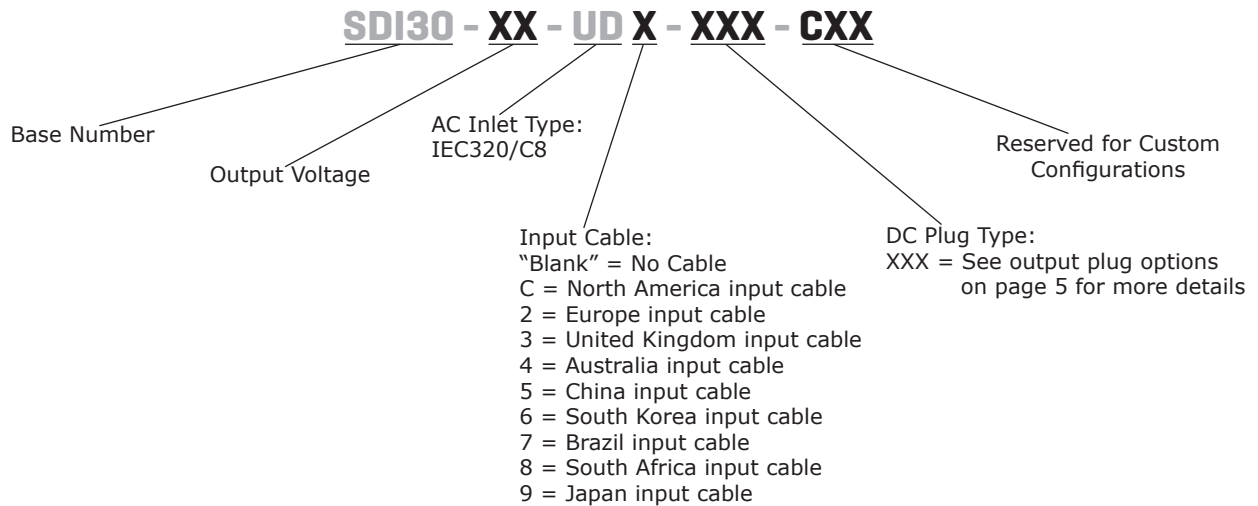 SDI30 - XX - UD X - XXX - CXX
Base Number
Output Voltage
AC Inlet Type:
IEC320/C8
Reserved for Custom
Configurations
Input Cable:
“Blank” = No Cable
C = North America input cable
2 = Europe input cable
3 = United Kingdom input cable
4 = Australia input cable
5 = China input cable
6 = South Korea input cable
7 = Brazil input cable
8 = South Africa input cable
9 = Japan input cable
DC Plug Type:
XXX = See output plug options
on page 5 for more details